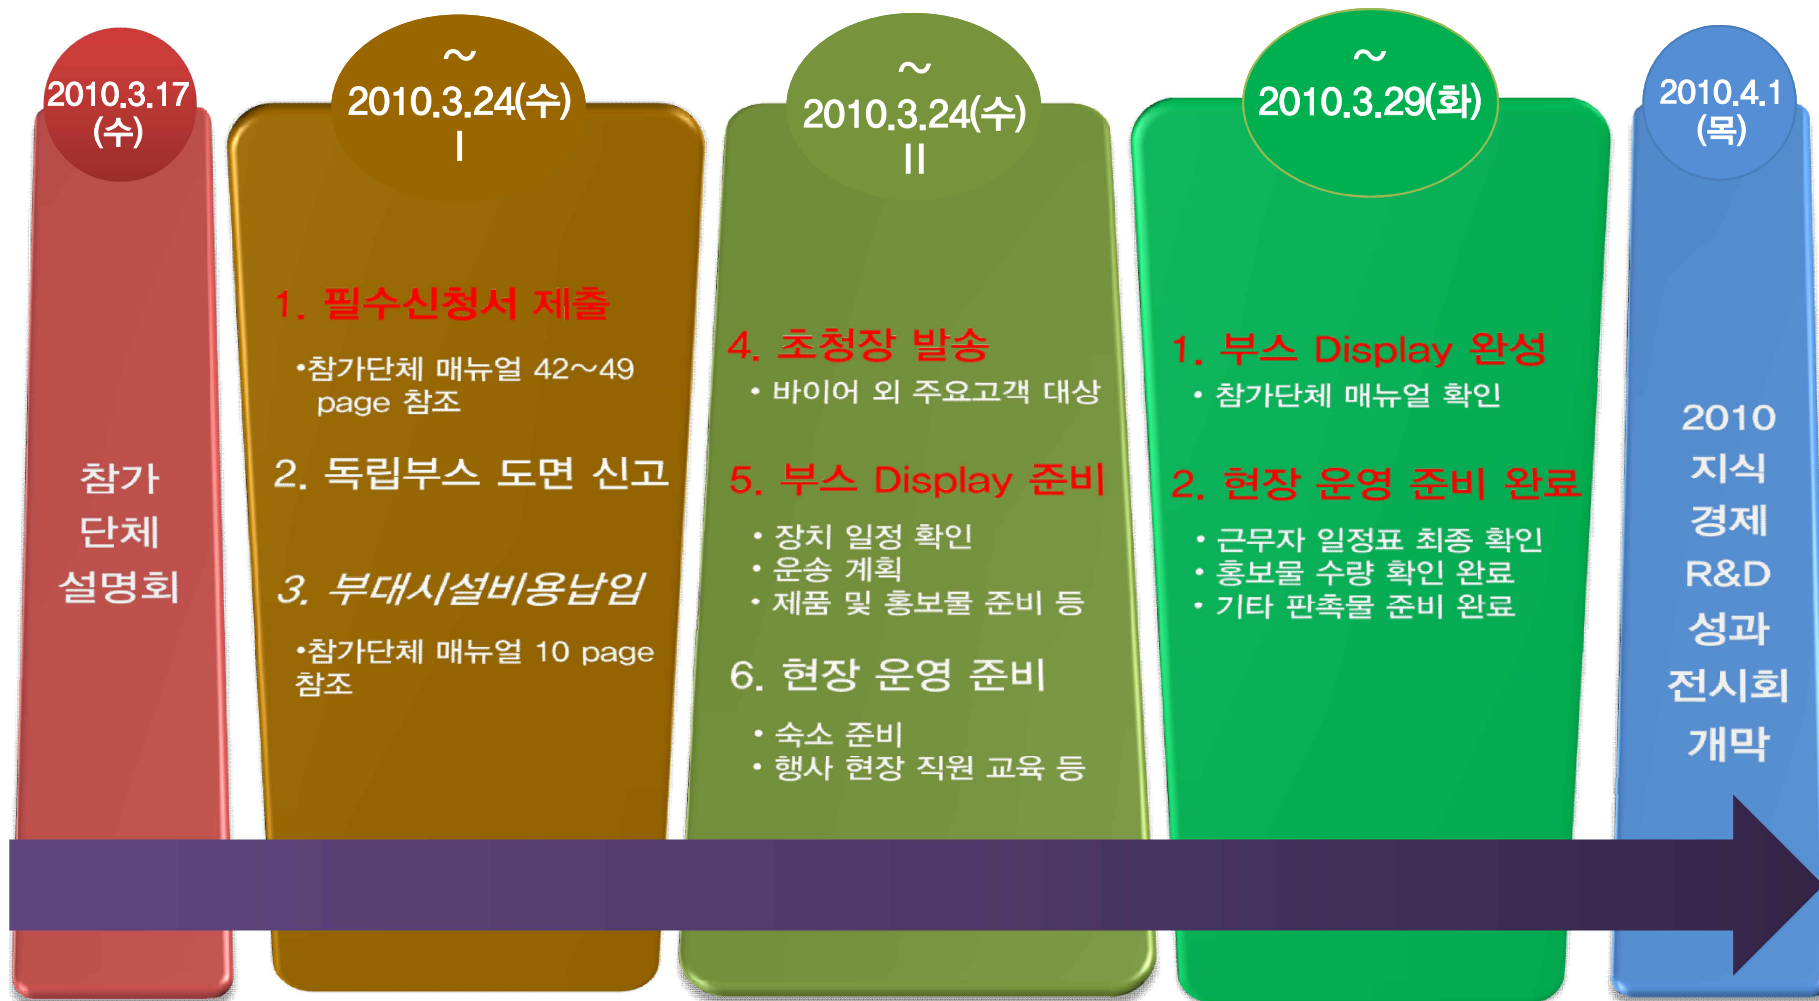 2010.3.17
(수)
참가
단체
설명회
~
2010.3.24(수)
I
1. 필수신청서 제출
•참가단체 매뉴얼 42~49
page 참조
2. 독립부스 도면 신고
3. 부대시설비용납입
•참가단체 매뉴얼 10 page
참조
~
2010.3.24(수)
II
4. 초청장 발송
• 바이어 외 주요고객 대상
5. 부스 Display 준비
• 장치 일정 확인
• 운송 계획
• 제품 및 홍보물 준비 등
6. 현장 운영 준비
• 숙소 준비
• 행사 현장 직원 교육 등
~
2010.3.29(화)
1. 부스 Display 완성
• 참가단체 매뉴얼 확인
2. 현장 운영 준비 완료
• 근무자 일정표 최종 확인
• 홍보물 수량 확인 완료
• 기타 판촉물 준비 완료
2010.4.1
(목)
2010
지식
경제
R&D
성과
전시회
개막